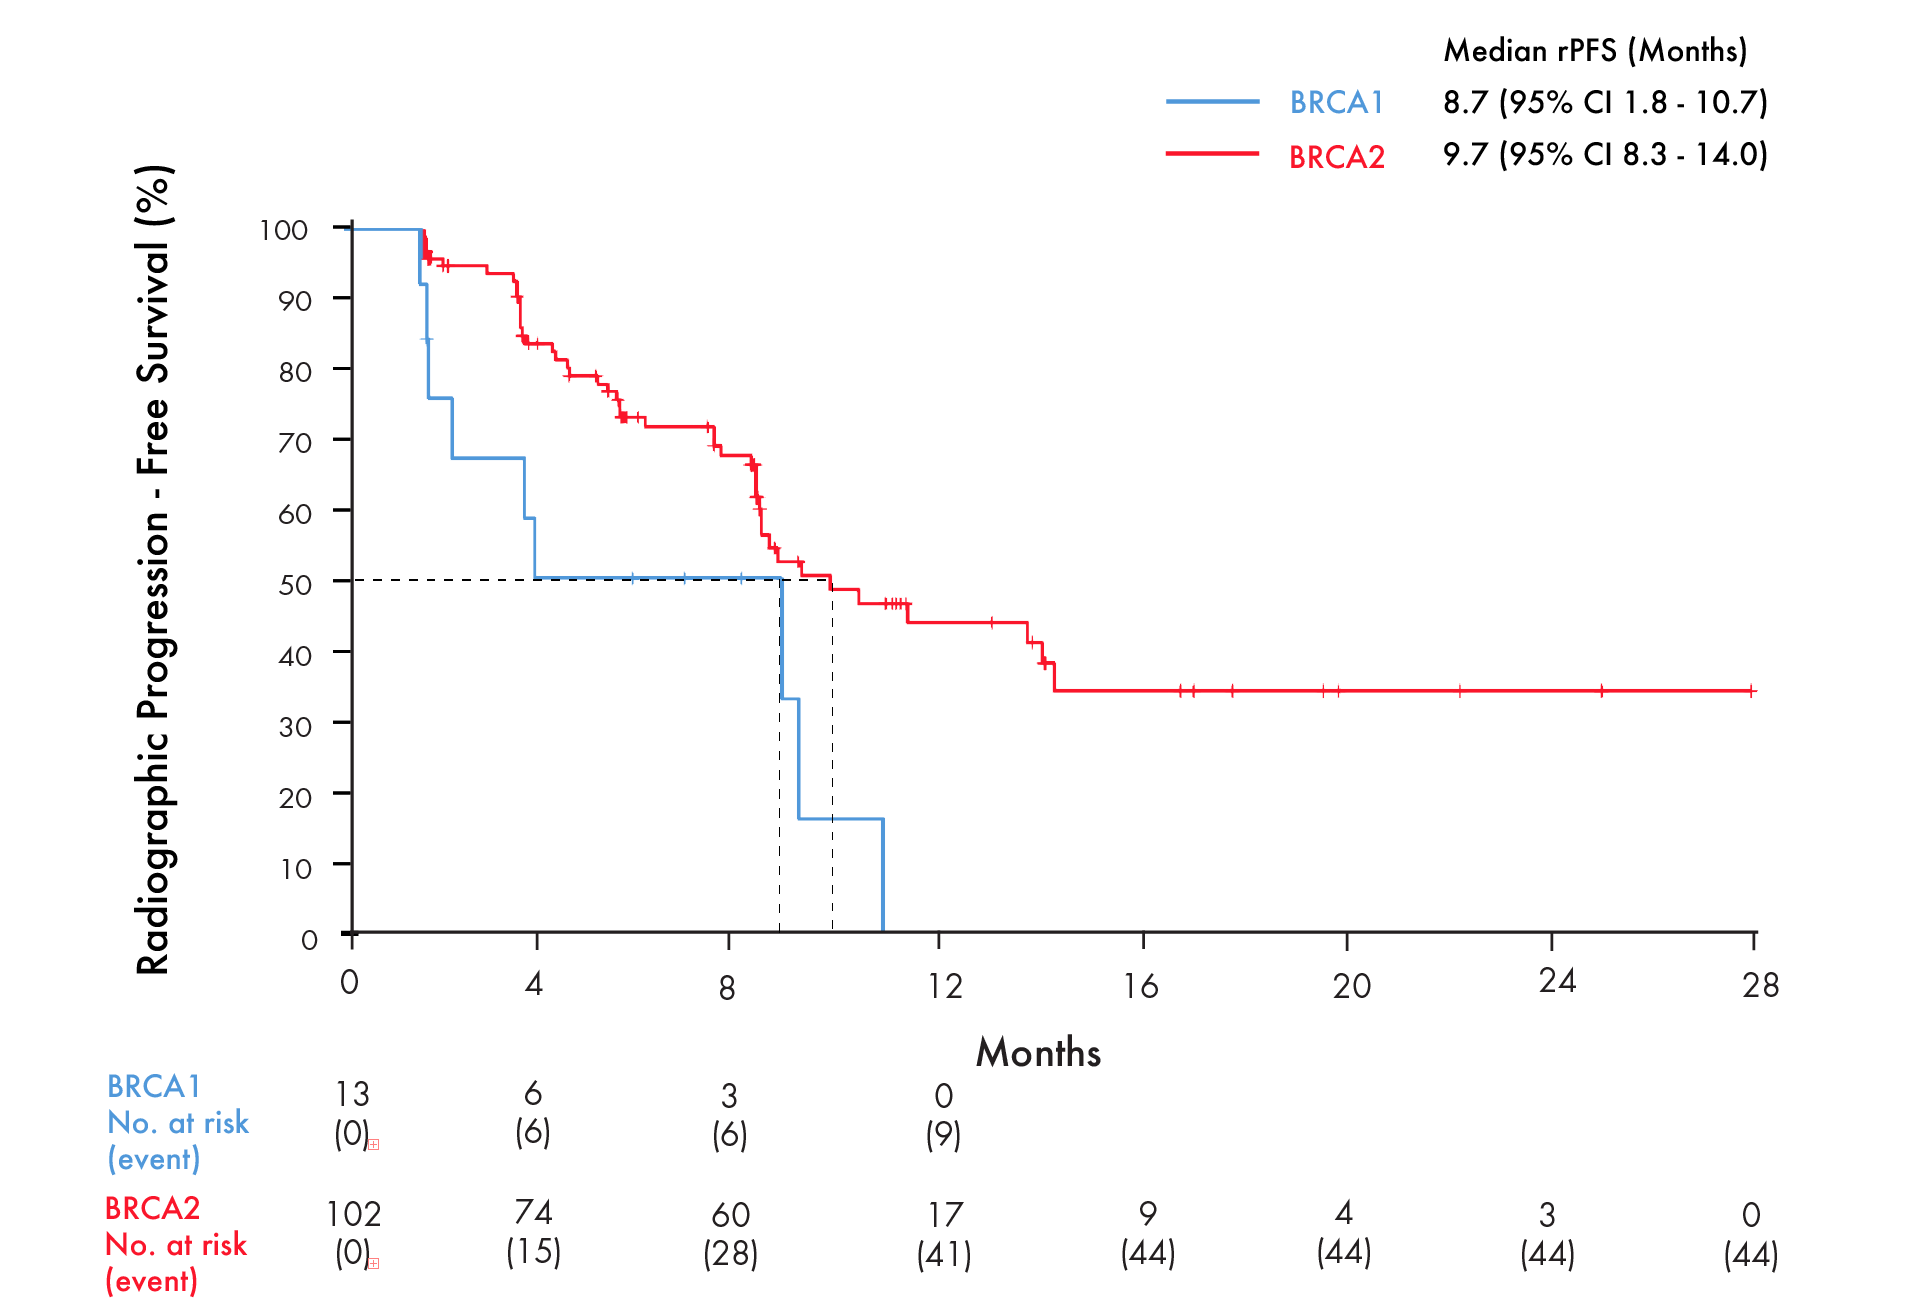 Median rPFS (Months)
BRCA1 8.7 (95% CI 1.8 - 10.7)
BRCA2 9.7 (95% CI 8.3 - 14.0)
Radiographic Progression - Free Survival (%)
100
90
80
70
60
50
40
30
20
10
0
0 4 8 12 16 20 24 28
Months
BRCA1 13 6 3 0
No. at risk
(event) (0) (6) (6) (9)
BRCA2 102 74 60 17 9 4 3 0
No. at risk
(event) (0) (15) (28) (41) (44) (44) (44) (44)